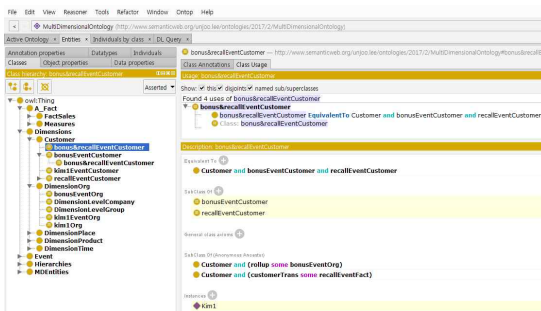 File Edit View Reasoner Tools Refactor Window Ontop Help
MultiDimensionalOntology (http://www.semanticweb.org/unjoo.lee/ontologies/2017/2/MultiDimensionalOntology)
Active Ontology × Entities × Individuals by class × DL Query ×
Annotation properties Datatypes Individuals
Classes Object properties Data properties
Class hierarchy: bonus&recallEventCustomer
Asserted
owl:Thing
A_Fact
FactSales
Measures
Dimensions
Customer
bonus&recallEventCustomer
bonusEventCustomer
bonus&recallEventCustomer
kim1EventCustomer
recallEventCustomer
DimensionOrg
bonusEventOrg
DimensionLevelCompany
DimensionLevelGroup
kim1EventOrg
kim1Org
DimensionPlace
DimensionProduct
DimensionTime
Event
Hierarchies
MDEntities
bonus&recallEventCustomer — http://www.semanticweb.org/unjoo.lee/ontologies/2017/2/MultiDimensionalOntology#bonus&recallE
Class Annotations Class Usage
Usage: bonus&recallEventCustomer
Show: this disjoints named sub/superclasses
Found 4 uses of bonus&recallEventCustomer
bonus&recallEventCustomer
bonus&recallEventCustomer EquivalentTo Customer and bonusEventCustomer and recallEventCustomer
Class: bonus&recallEventCustomer
Description: bonus&recallEventCustomer
Equivalent To
Customer and bonusEventCustomer and recallEventCustomer
SubClass Of
bonusEventCustomer
recallEventCustomer
General class axioms
SubClass Of (Anonymous Ancestor)
Customer and (rollup some bonusEventOrg)
Customer and (customerTrans some recallEventFact)
Instances
Kim1